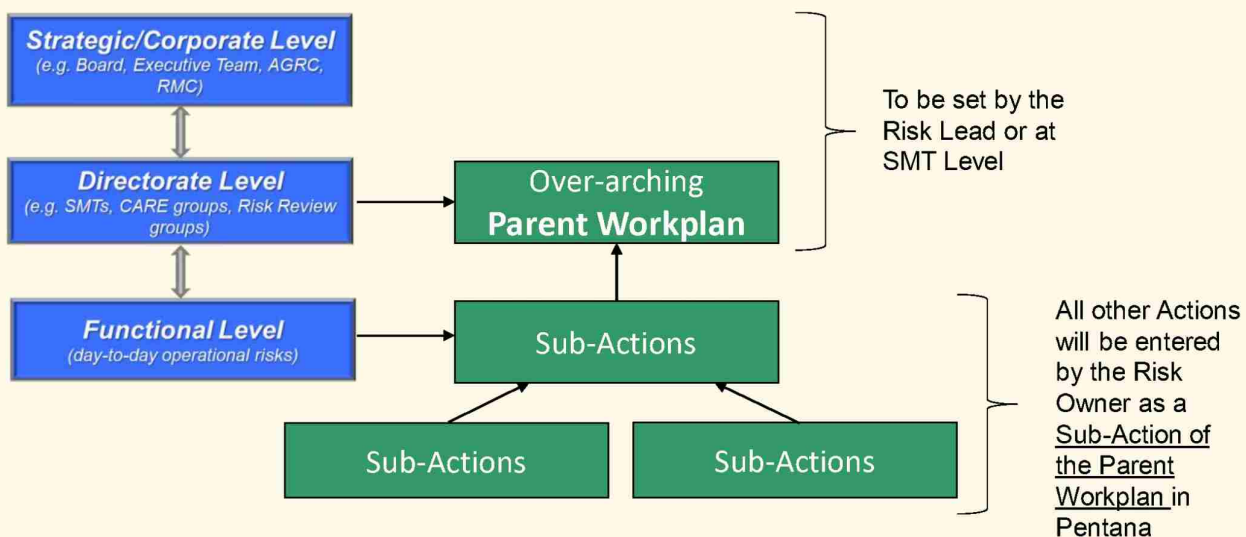 Strategic/Corporate Level
(e.g. Board, Executive Team, AGRC,
RMC)
To be set by the
Risk Lead or at
SMT Level
Directorate Level
(e.g. SMTs, CARE groups, Risk Review
groups)
Over-arching
Parent Workplan
Functional Level
(day-to-day operational risks)
Sub-Actions
Sub-Actions
Sub-Actions
All other Actions
will be entered
by the Risk
Owner as a
Sub-Action of
the Parent
Workplan in
Pentana